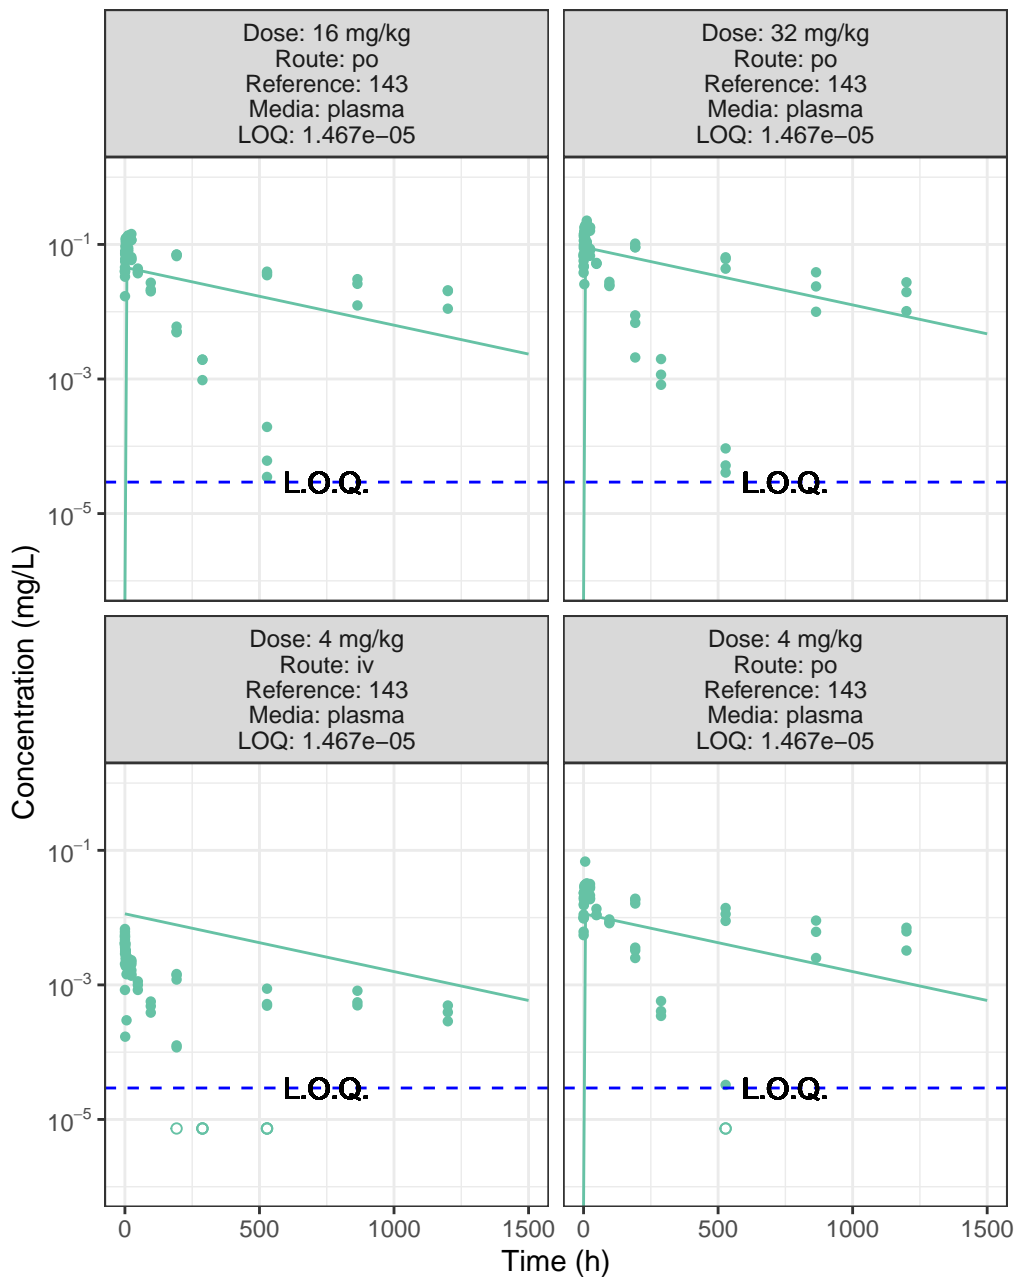 Dose: 16 mg/kg
Route: po
Reference: 143
Media: plasma
LOQ: 1.467e−05
Dose: 32 mg/kg
Route: po
Reference: 143
Media: plasma
LOQ: 1.467e−05
10⁻¹
10⁻³
10⁻⁵
L.O.Q.
L.O.Q.
Concentration (mg/L)
Dose: 4 mg/kg
Route: iv
Reference: 143
Media: plasma
LOQ: 1.467e−05
Dose: 4 mg/kg
Route: po
Reference: 143
Media: plasma
LOQ: 1.467e−05
10⁻¹
10⁻³
10⁻⁵
L.O.Q.
L.O.Q.
0 500 1000 1500
0 500 1000 1500
Time (h)